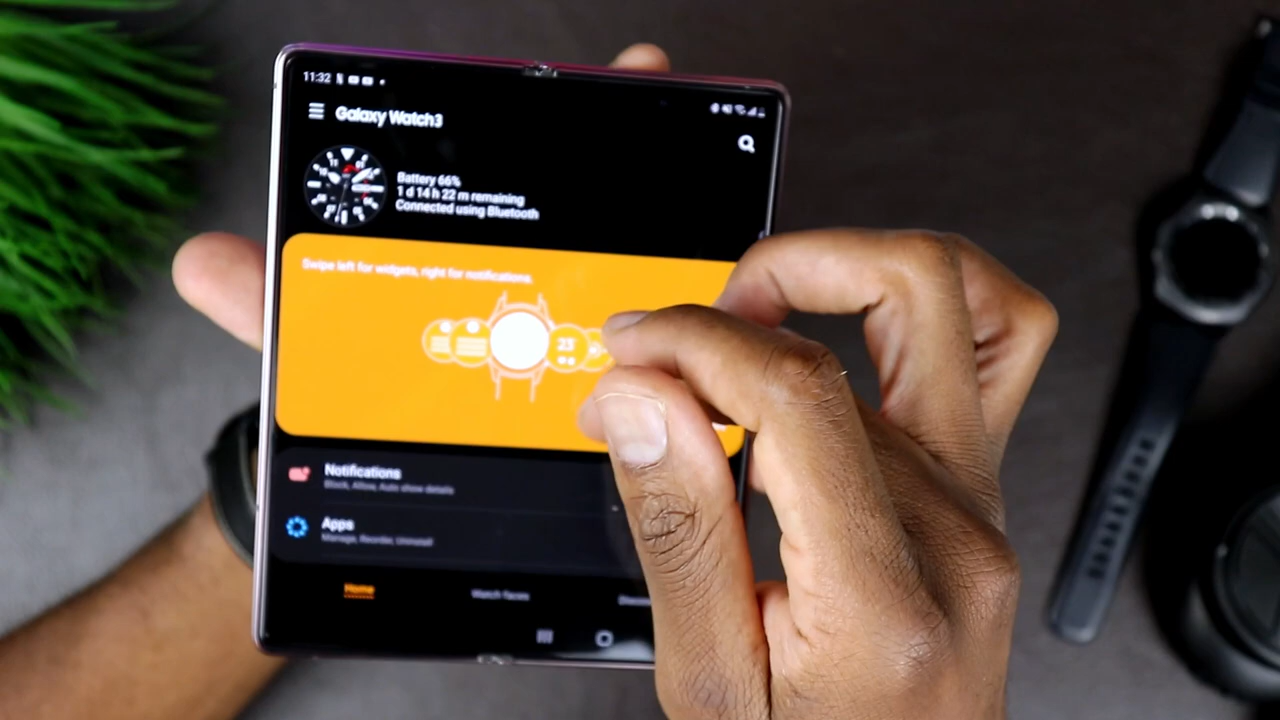 11:32
Galaxy Watch3
Battery 66%
1 d 14 h 22 m remaining
Connected using Bluetooth
Swipe left for widgets, right for notifications.
23
Notifications
Block, Allow, Auto show details
Apps
Manage, Reorder, Uninstall
Home
Watch faces